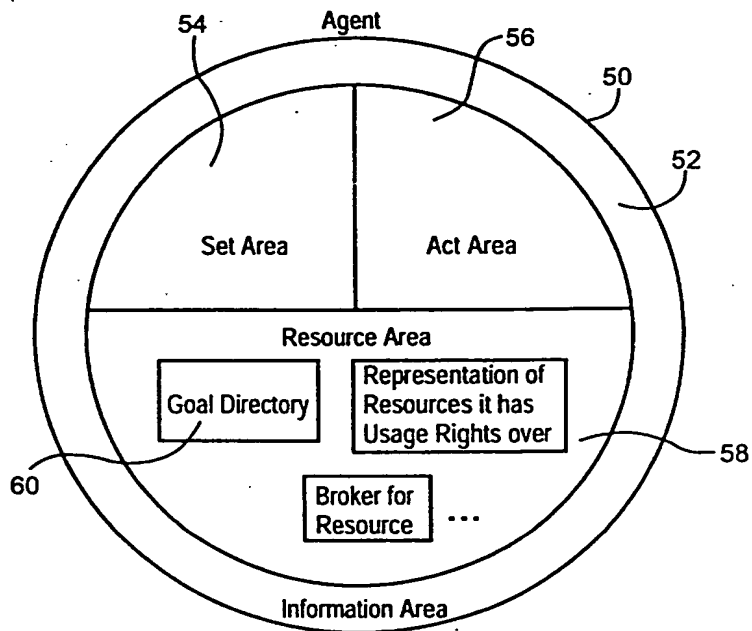 Agent
54
56
50
52
Set Area
Act Area
Resource Area
Goal Directory
Representation of
Resources it has
Usage Rights over
58
60
Broker for
Resource
...
Information Area